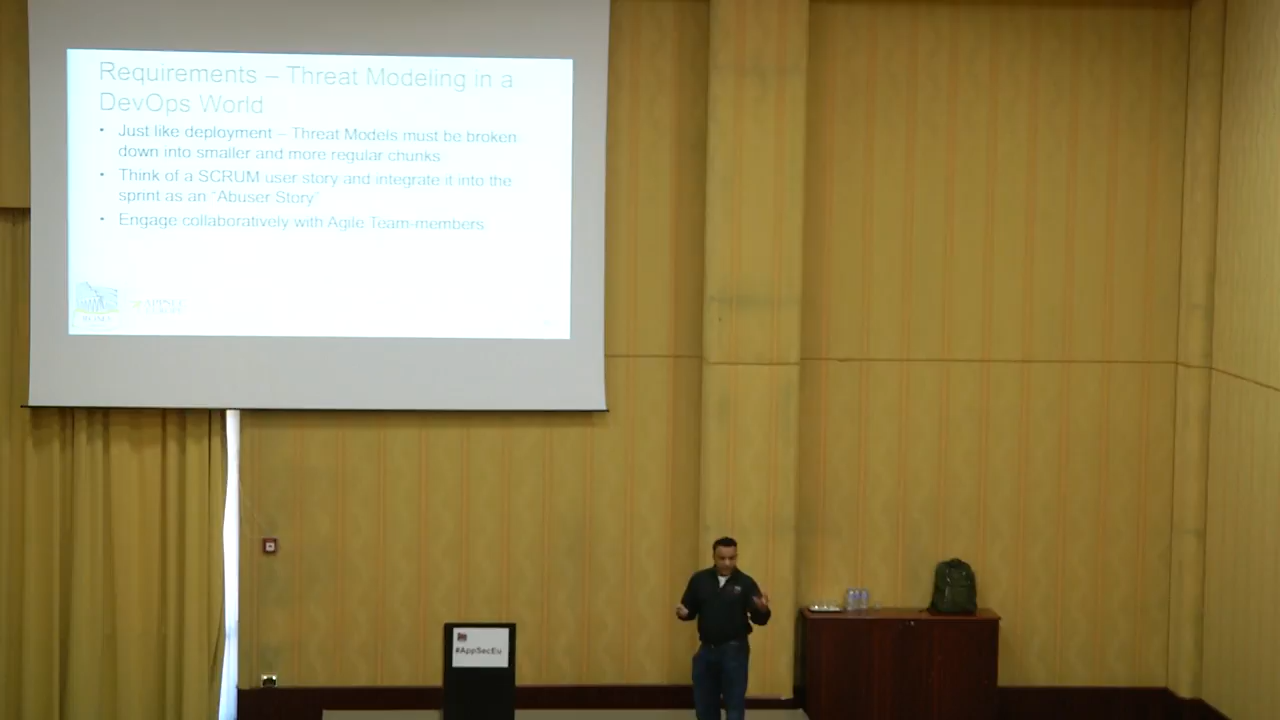 Requirements – Threat Modeling in a
DevOps World
• Just like deployment – Threat Models must be broken
down into smaller and more regular chunks
• Think of a SCRUM user story and integrate it into the
sprint as an “Abuser Story”
• Engage collaboratively with Agile Team-members
#AppSecEu